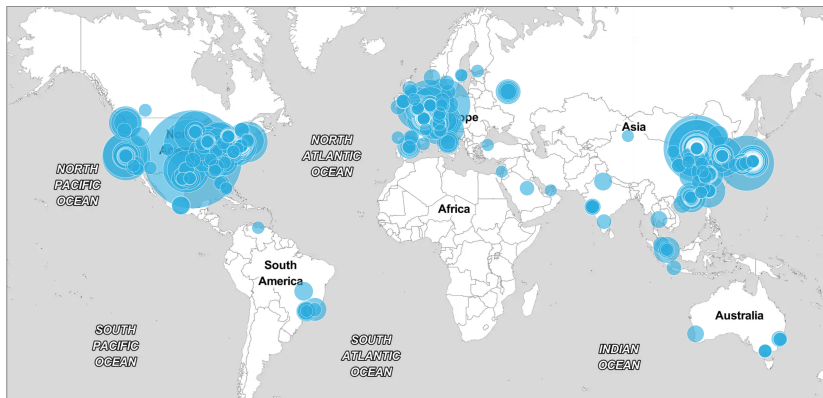 Asia
NORTH
ATLANTIC
OCEAN
NORTH
PACIFIC
OCEAN
Africa
South
America
Australia
SOUTH
PACIFIC
OCEAN
SOUTH
ATLANTIC
OCEAN
INDIAN
OCEAN